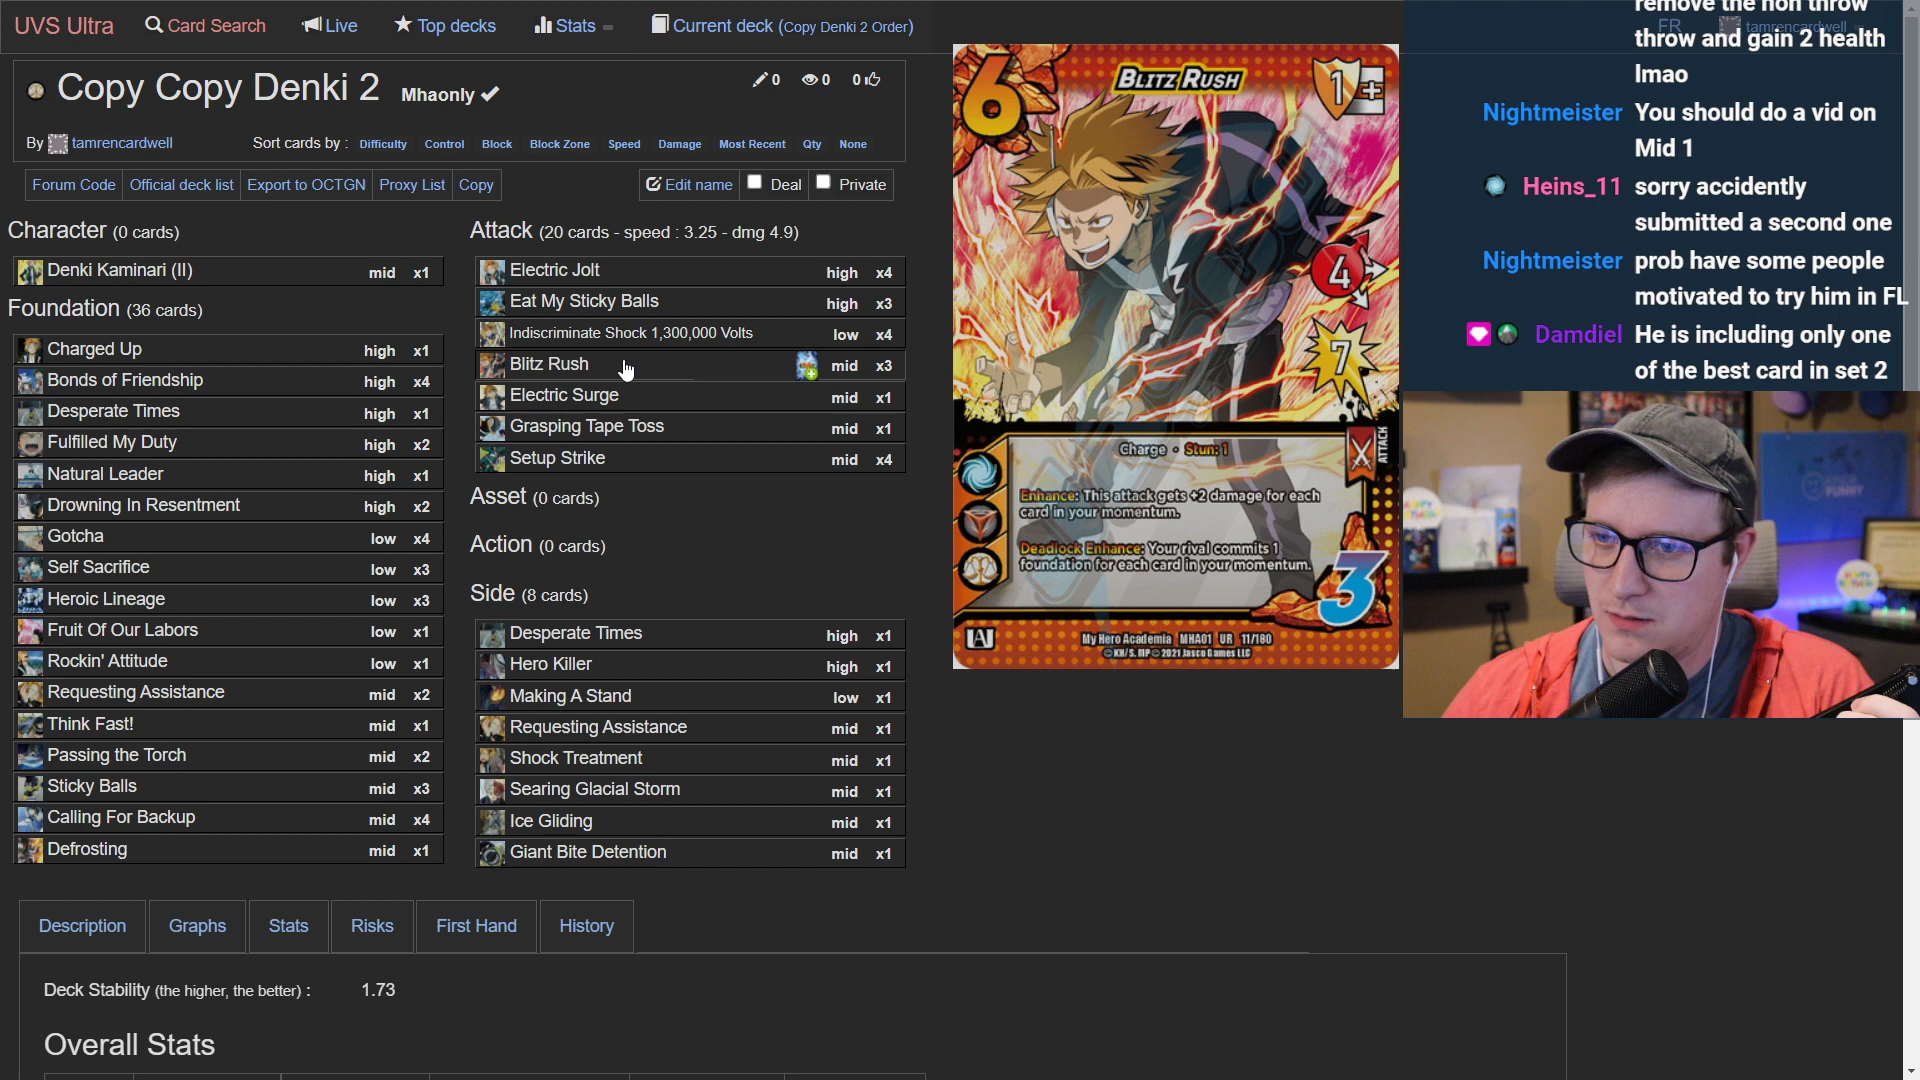 UVS Ultra
Card Search
Live
Top decks
Stats
Current deck (Copy Denki 2 Order)
FR
tamrencardwell
Copy Copy Denki 2 Mhaonly
0 0 0
By tamrencardwell
Sort cards by : Difficulty Control Block Block Zone Speed Damage Most Recent Qty None
Forum Code Official deck list Export to OCTGN Proxy List Copy
Edit name Deal Private
Character (0 cards)
Denki Kaminari (II) mid x1
Foundation (36 cards)
Charged Up high x1
Bonds of Friendship high x4
Desperate Times high x1
Fulfilled My Duty high x2
Natural Leader high x1
Drowning In Resentment high x2
Gotcha low x4
Self Sacrifice low x3
Heroic Lineage low x3
Fruit Of Our Labors low x1
Rockin' Attitude low x1
Requesting Assistance mid x2
Think Fast! mid x1
Passing the Torch mid x2
Sticky Balls mid x3
Calling For Backup mid x4
Defrosting mid x1
Attack (20 cards - speed : 3.25 - dmg 4.9)
Electric Jolt high x4
Eat My Sticky Balls high x3
Indiscriminate Shock 1,300,000 Volts low x4
Blitz Rush mid x3
Electric Surge mid x1
Grasping Tape Toss mid x1
Setup Strike mid x4
Asset (0 cards)
Action (0 cards)
Side (8 cards)
Desperate Times high x1
Hero Killer high x1
Making A Stand low x1
Requesting Assistance mid x1
Shock Treatment mid x1
Searing Glacial Storm mid x1
Ice Gliding mid x1
Giant Bite Detention mid x1
6
BLITZ RUSH
1+
4
7
ATTACK
Charge • Stun: 1
Enhance: This attack gets +2 damage for each
card in your momentum.
Deadlock Enhance: Your rival commits 1
foundation for each card in your momentum.
3
My Hero Academia MHA01 UR 11/180
© KH/S, MP © 2021 Jasco Games LLC
remove the non throw
throw and gain 2 health
lmao
Nightmeister You should do a vid on
Mid 1
Heins_11 sorry accidently
submitted a second one
Nightmeister prob have some people
motivated to try him in FL
Damdiel He is including only one
of the best card in set 2
Description Graphs Stats Risks First Hand History
Deck Stability (the higher, the better) : 1.73
Overall Stats